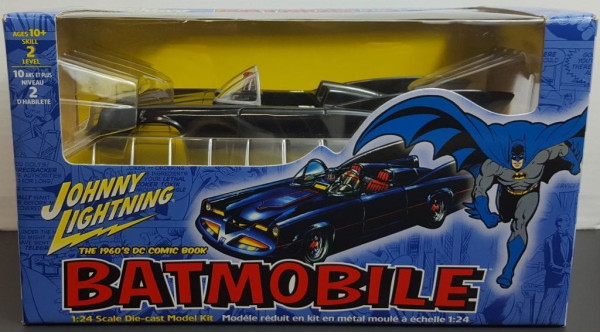 AGES 10+
SKILL
2
LEVEL
10 ANS ET PLUS
NIVEAU
2
D'HABILETÉ
JOHNNY
LIGHTNING
THE 1960'S DC COMIC BOOK
BATMOBILE
1:24 Scale Die-cast Model Kit · Modèle réduit en kit en métal moulé à échelle 1:24